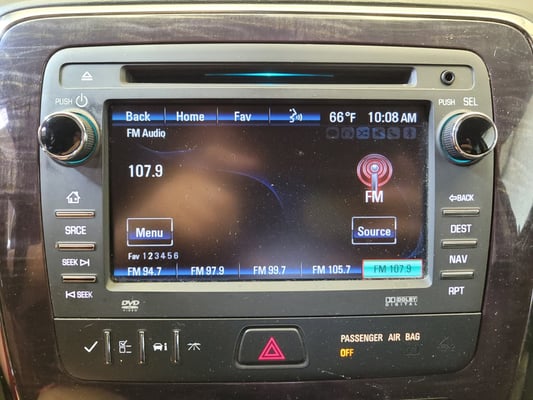 PUSH
PUSH SEL
Back Home Fav 66°F 10:08 AM
FM Audio
107.9
FM
BACK
SRCE
DEST
Menu
Source
SEEK
NAV
Fav 1 2 3 4 5 6
FM 94.7 FM 97.9 FM 99.7 FM 105.7 FM 107.9
SEEK
RPT
DVD
VIDEO
DOLBY
DIGITAL
PASSENGER AIR BAG
OFF